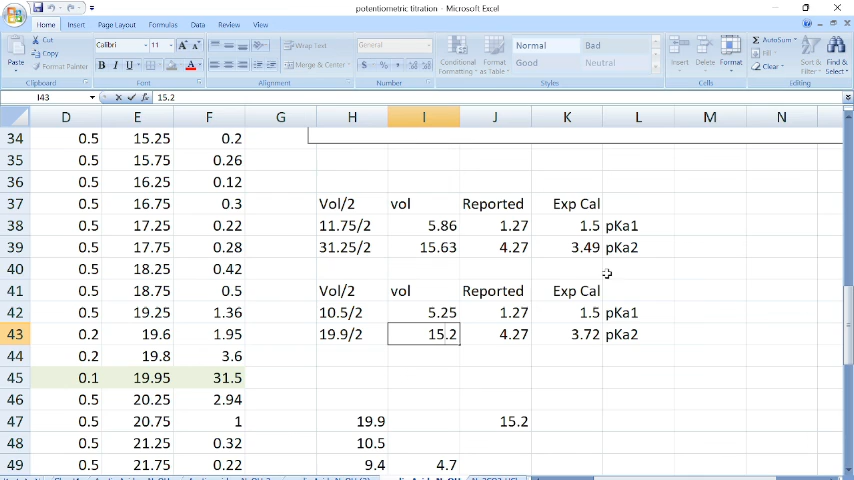 potentiometric titration - Microsoft Excel
Home Insert Page Layout Formulas Data Review View
Cut
Copy
Format Painter
Paste
Clipboard
Calibri 11
Font
Wrap Text
Merge & Center
Alignment
General
Number
Conditional Formatting
Format as Table
Normal Bad
Good Neutral
Styles
Insert Delete Format
Cells
AutoSum
Fill
Clear
Sort & Filter
Find & Select
Editing
I43 15.2
D E F G H I J K L M N
34 0.5 15.25 0.2
35 0.5 15.75 0.26
36 0.5 16.25 0.12
37 0.5 16.75 0.3 Vol/2 vol Reported Exp Cal
38 0.5 17.25 0.22 11.75/2 5.86 1.27 1.5 pKa1
39 0.5 17.75 0.28 31.25/2 15.63 4.27 3.49 pKa2
40 0.5 18.25 0.42
41 0.5 18.75 0.5 Vol/2 vol Reported Exp Cal
42 0.5 19.25 1.36 10.5/2 5.25 1.27 1.5 pKa1
43 0.2 19.6 1.95 19.9/2 15.2 4.27 3.72 pKa2
44 0.2 19.8 3.6
45 0.1 19.95 31.5
46 0.5 20.25 2.94
47 0.5 20.75 1 19.9 15.2
48 0.5 21.25 0.32 10.5
49 0.5 21.75 0.22 9.4 4.7